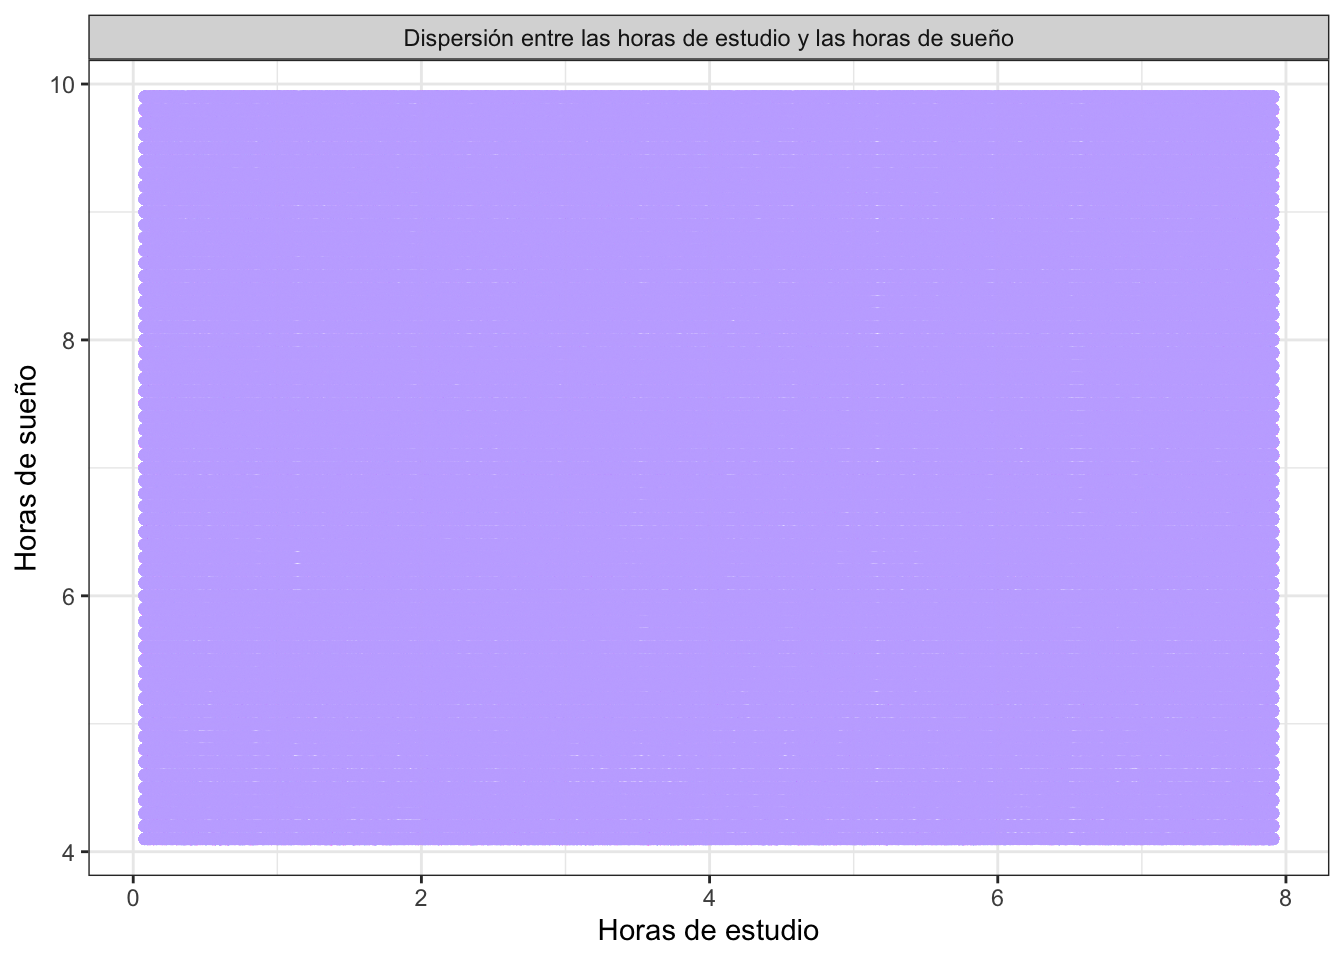 Dispersión entre las horas de estudio y las horas de sueño
10
8
6
4
Horas de sueño
0 2 4 6 8
Horas de estudio